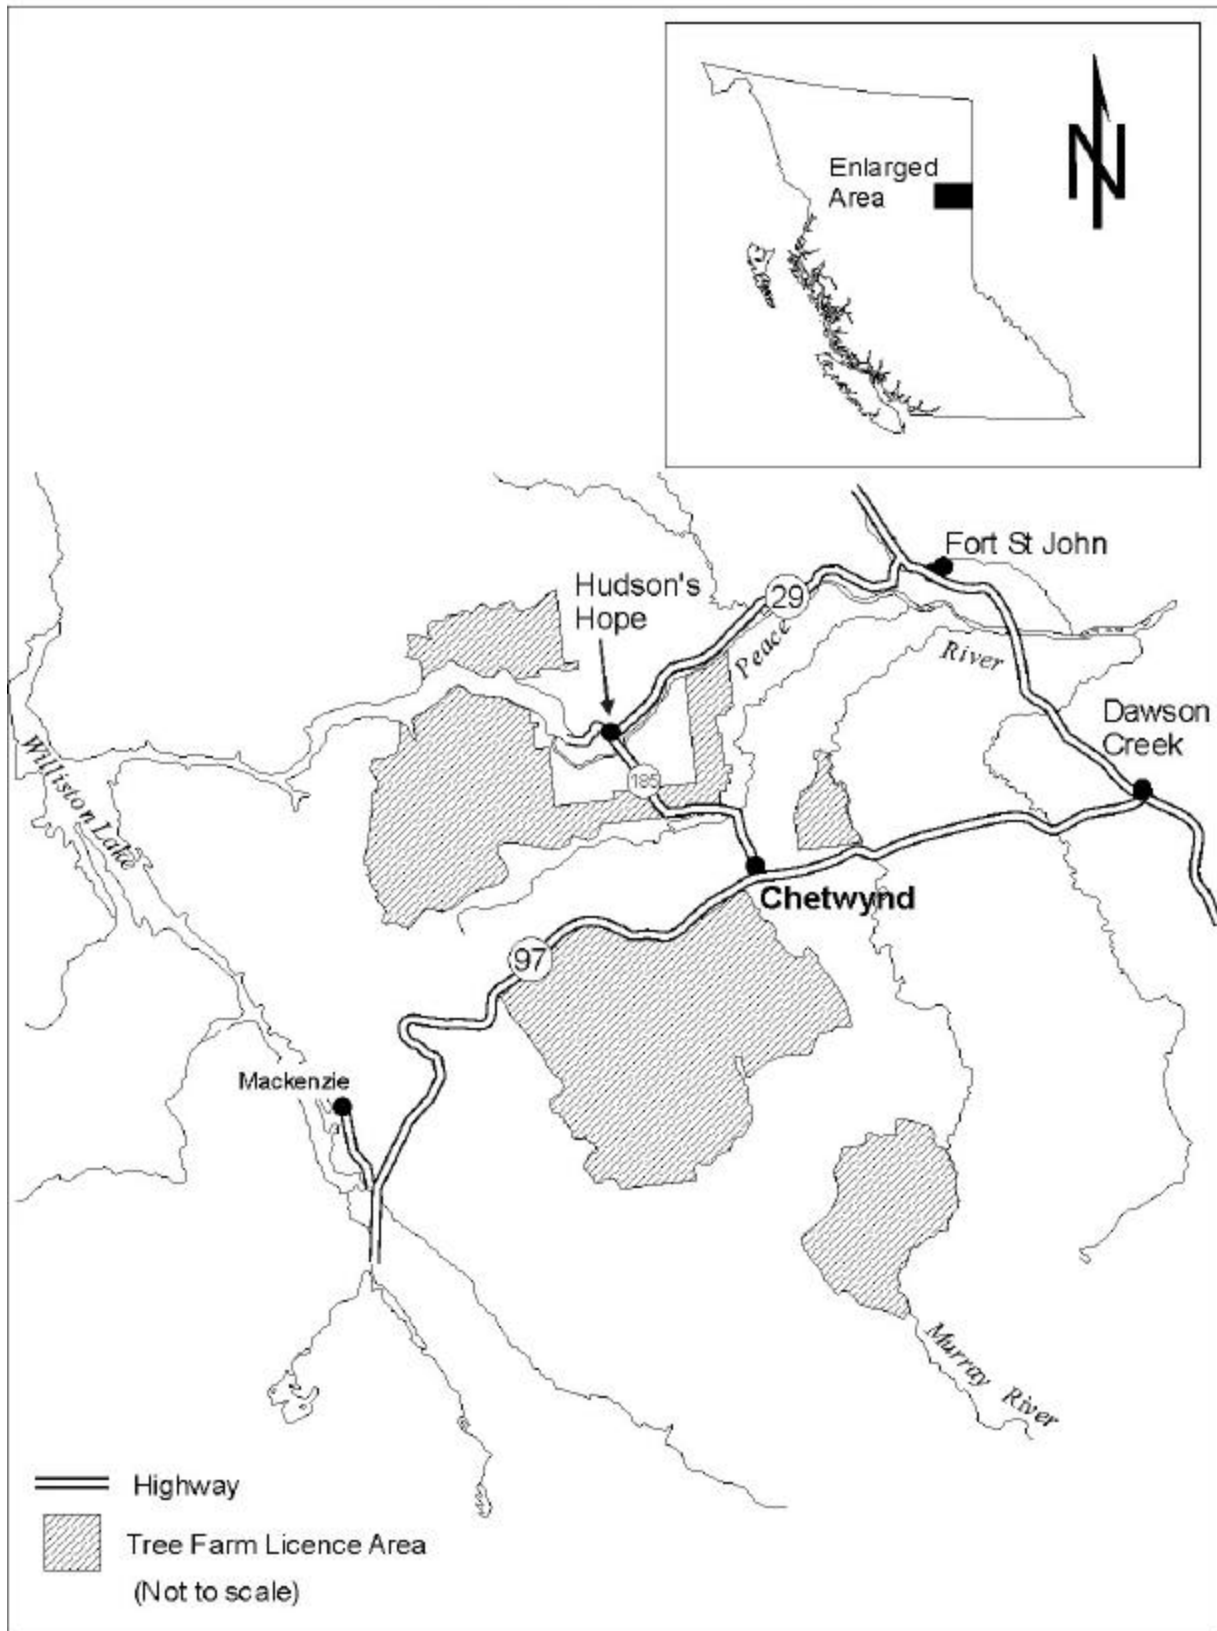 Enlarged
Area
N
Fort St John
Hudson's
Hope
29
Peace
River
Dawson
Creek
185
Williston Lake
Chetwynd
97
Mackenzie
Murray River
Highway
Tree Farm Licence Area
(Not to scale)